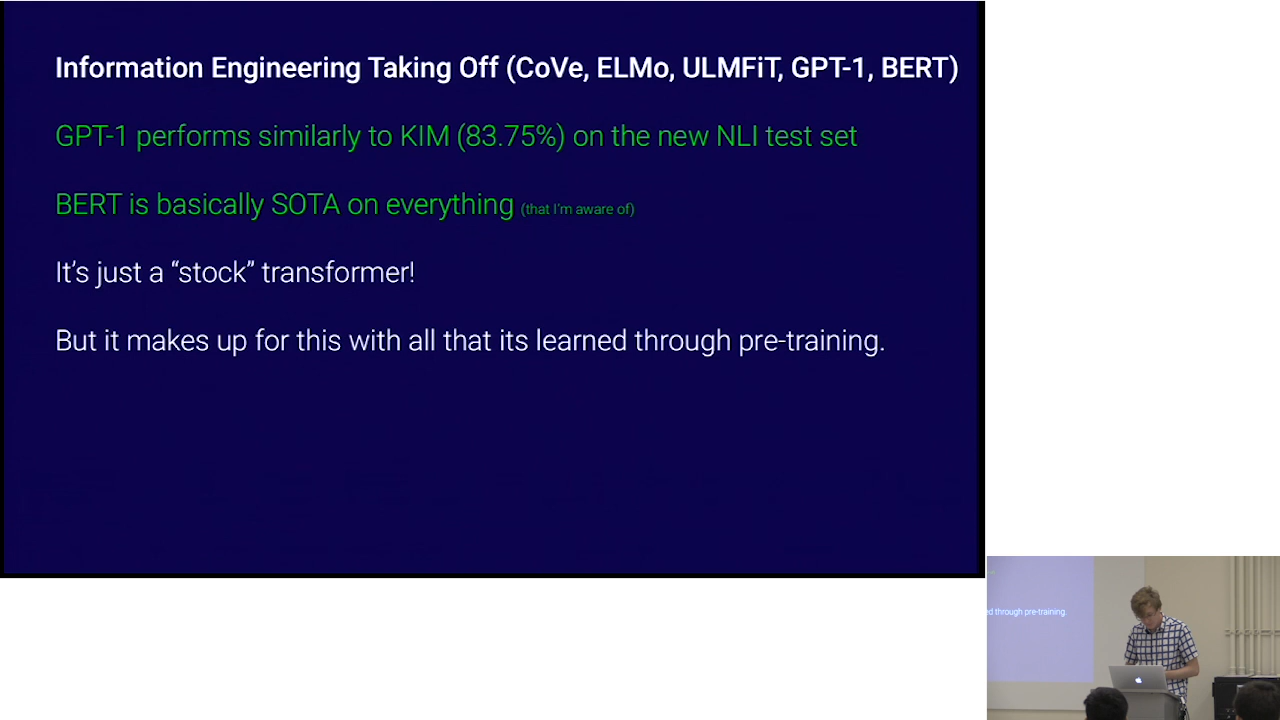 Information Engineering Taking Off (CoVe, ELMo, ULMFiT, GPT-1, BERT)
GPT-1 performs similarly to KIM (83.75%) on the new NLI test set
BERT is basically SOTA on everything (that I'm aware of)
It's just a “stock” transformer!
But it makes up for this with all that its learned through pre-training.
ed through pre-training.